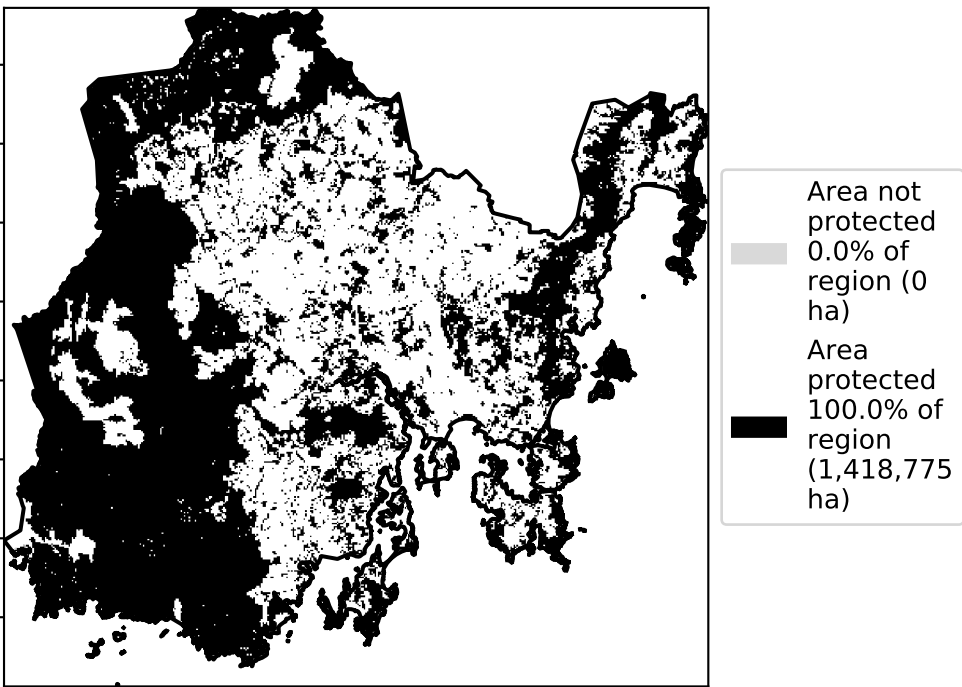 Area not
protected
0.0% of
region (0
ha)
Area
protected
100.0% of
region
(1,418,775
ha)